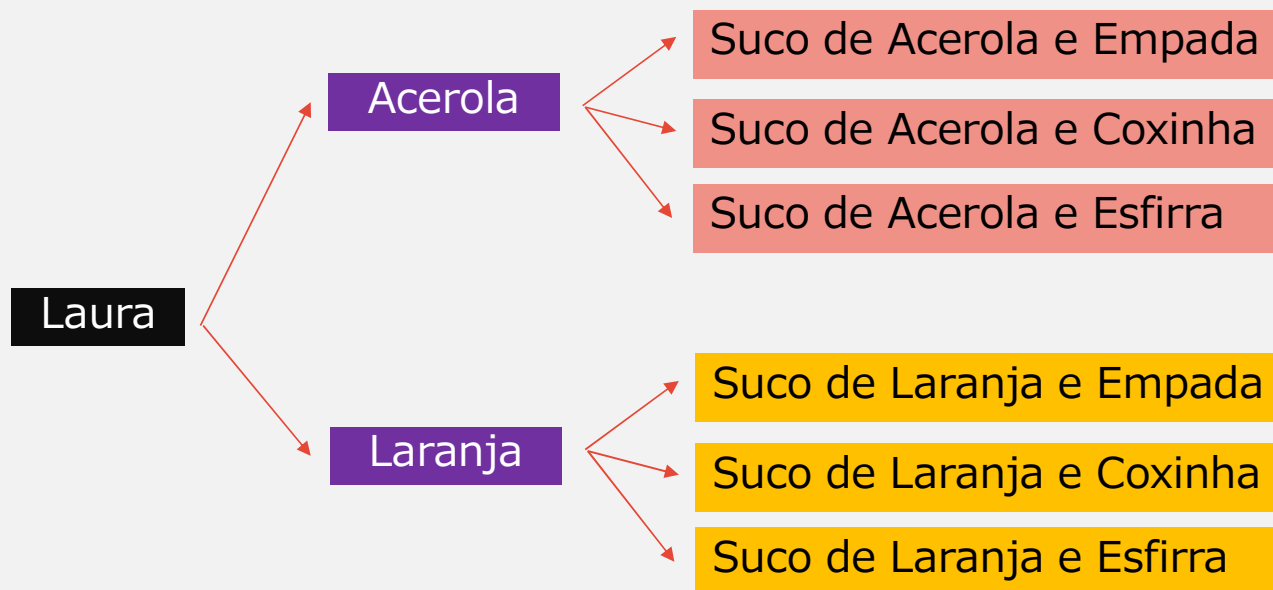 Laura
Acerola
Suco de Acerola e Empada
Suco de Acerola e Coxinha
Suco de Acerola e Esfirra
Laranja
Suco de Laranja e Empada
Suco de Laranja e Coxinha
Suco de Laranja e Esfirra